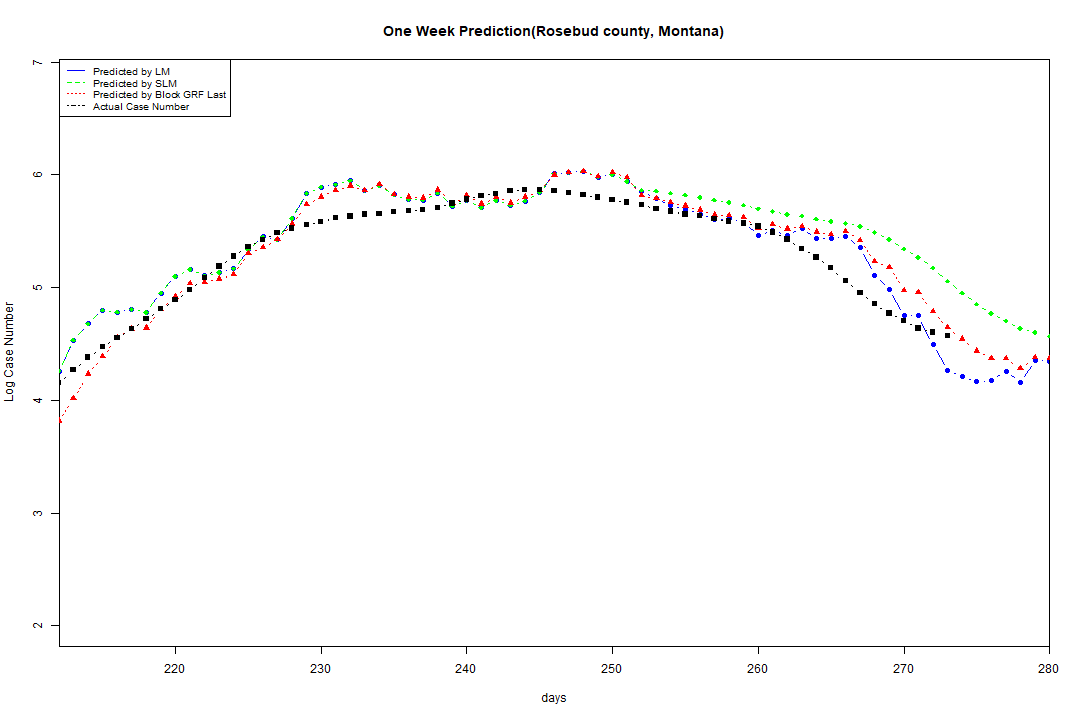 One Week Prediction(Rosebud county, Montana)
Predicted by LM
Predicted by SLM
Predicted by Block GRF Last
Actual Case Number
7
6
5
4
3
2
Log Case Number
220 230 240 250 260 270 280
days